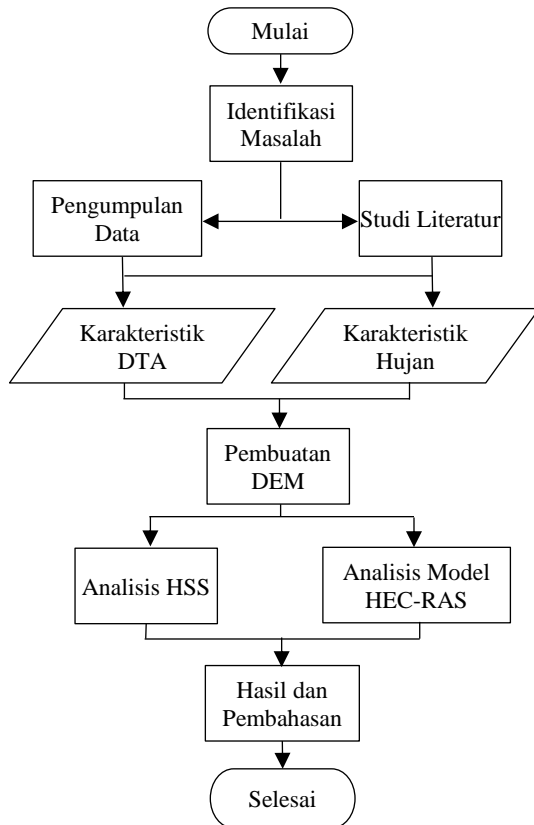 Mulai
Identifikasi
Masalah
Pengumpulan
Data
Studi Literatur
Karakteristik
DTA
Karakteristik
Hujan
Pembuatan
DEM
Analisis HSS
Analisis Model
HEC-RAS
Hasil dan
Pembahasan
Selesai